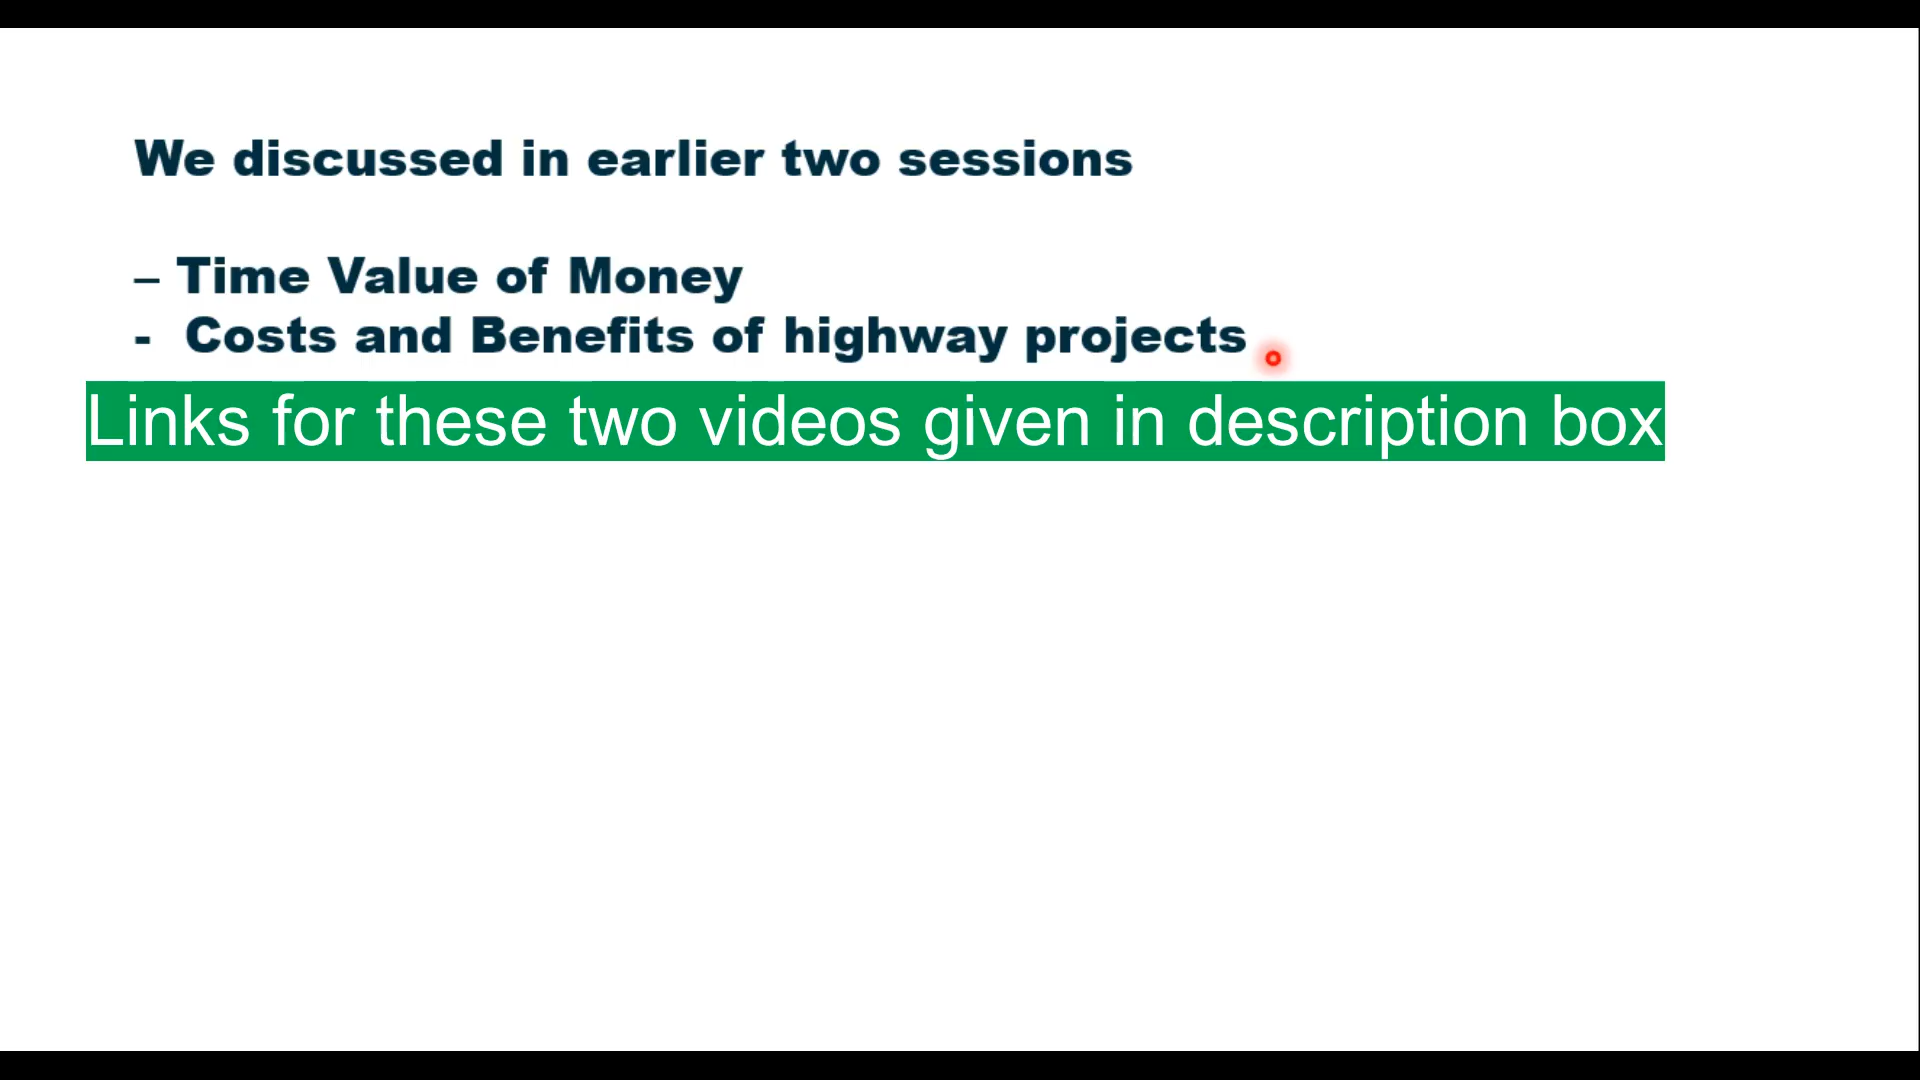 We discussed in earlier two sessions
– Time Value of Money
- Costs and Benefits of highway projects
Links for these two videos given in description box